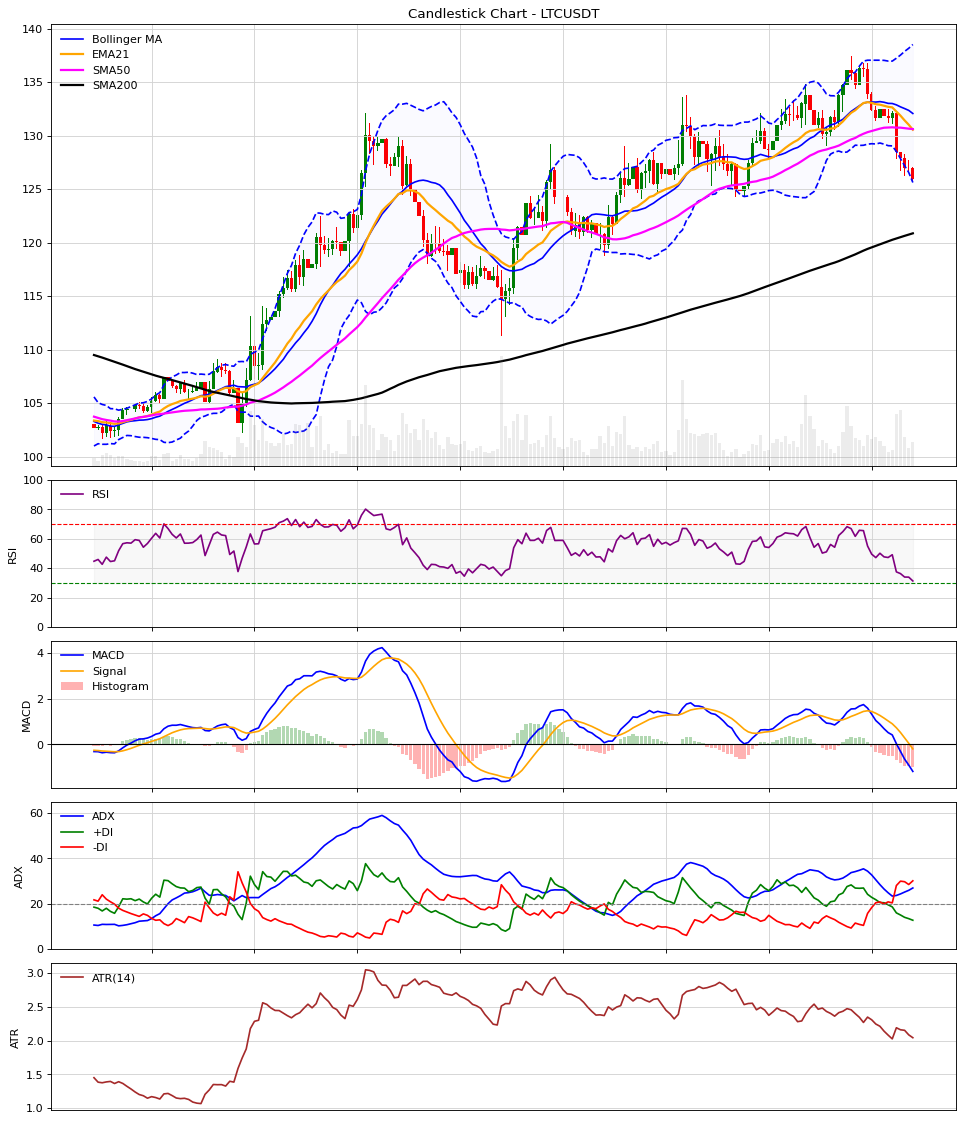 Candlestick Chart - LTCUSDT
Bollinger MA
EMA21
SMA50
SMA200
140
135
130
125
120
115
110
105
100
RSI
RSI
100
80
60
40
20
0
MACD
Signal
Histogram
MACD
4
2
0
ADX
+DI
-DI
ADX
60
40
20
0
ATR(14)
ATR
3.0
2.5
2.0
1.5
1.0